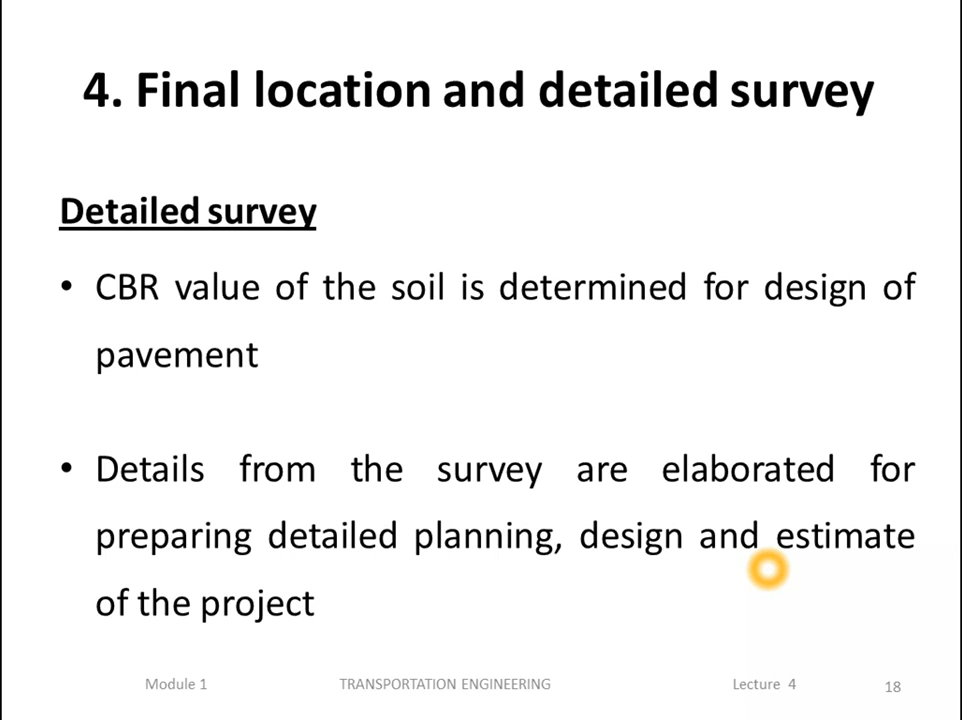 4. Final location and detailed survey
Detailed survey
• CBR value of the soil is determined for design of
pavement
• Details from the survey are elaborated for
preparing detailed planning, design and estimate
of the project
Module 1 TRANSPORTATION ENGINEERING Lecture 4 18